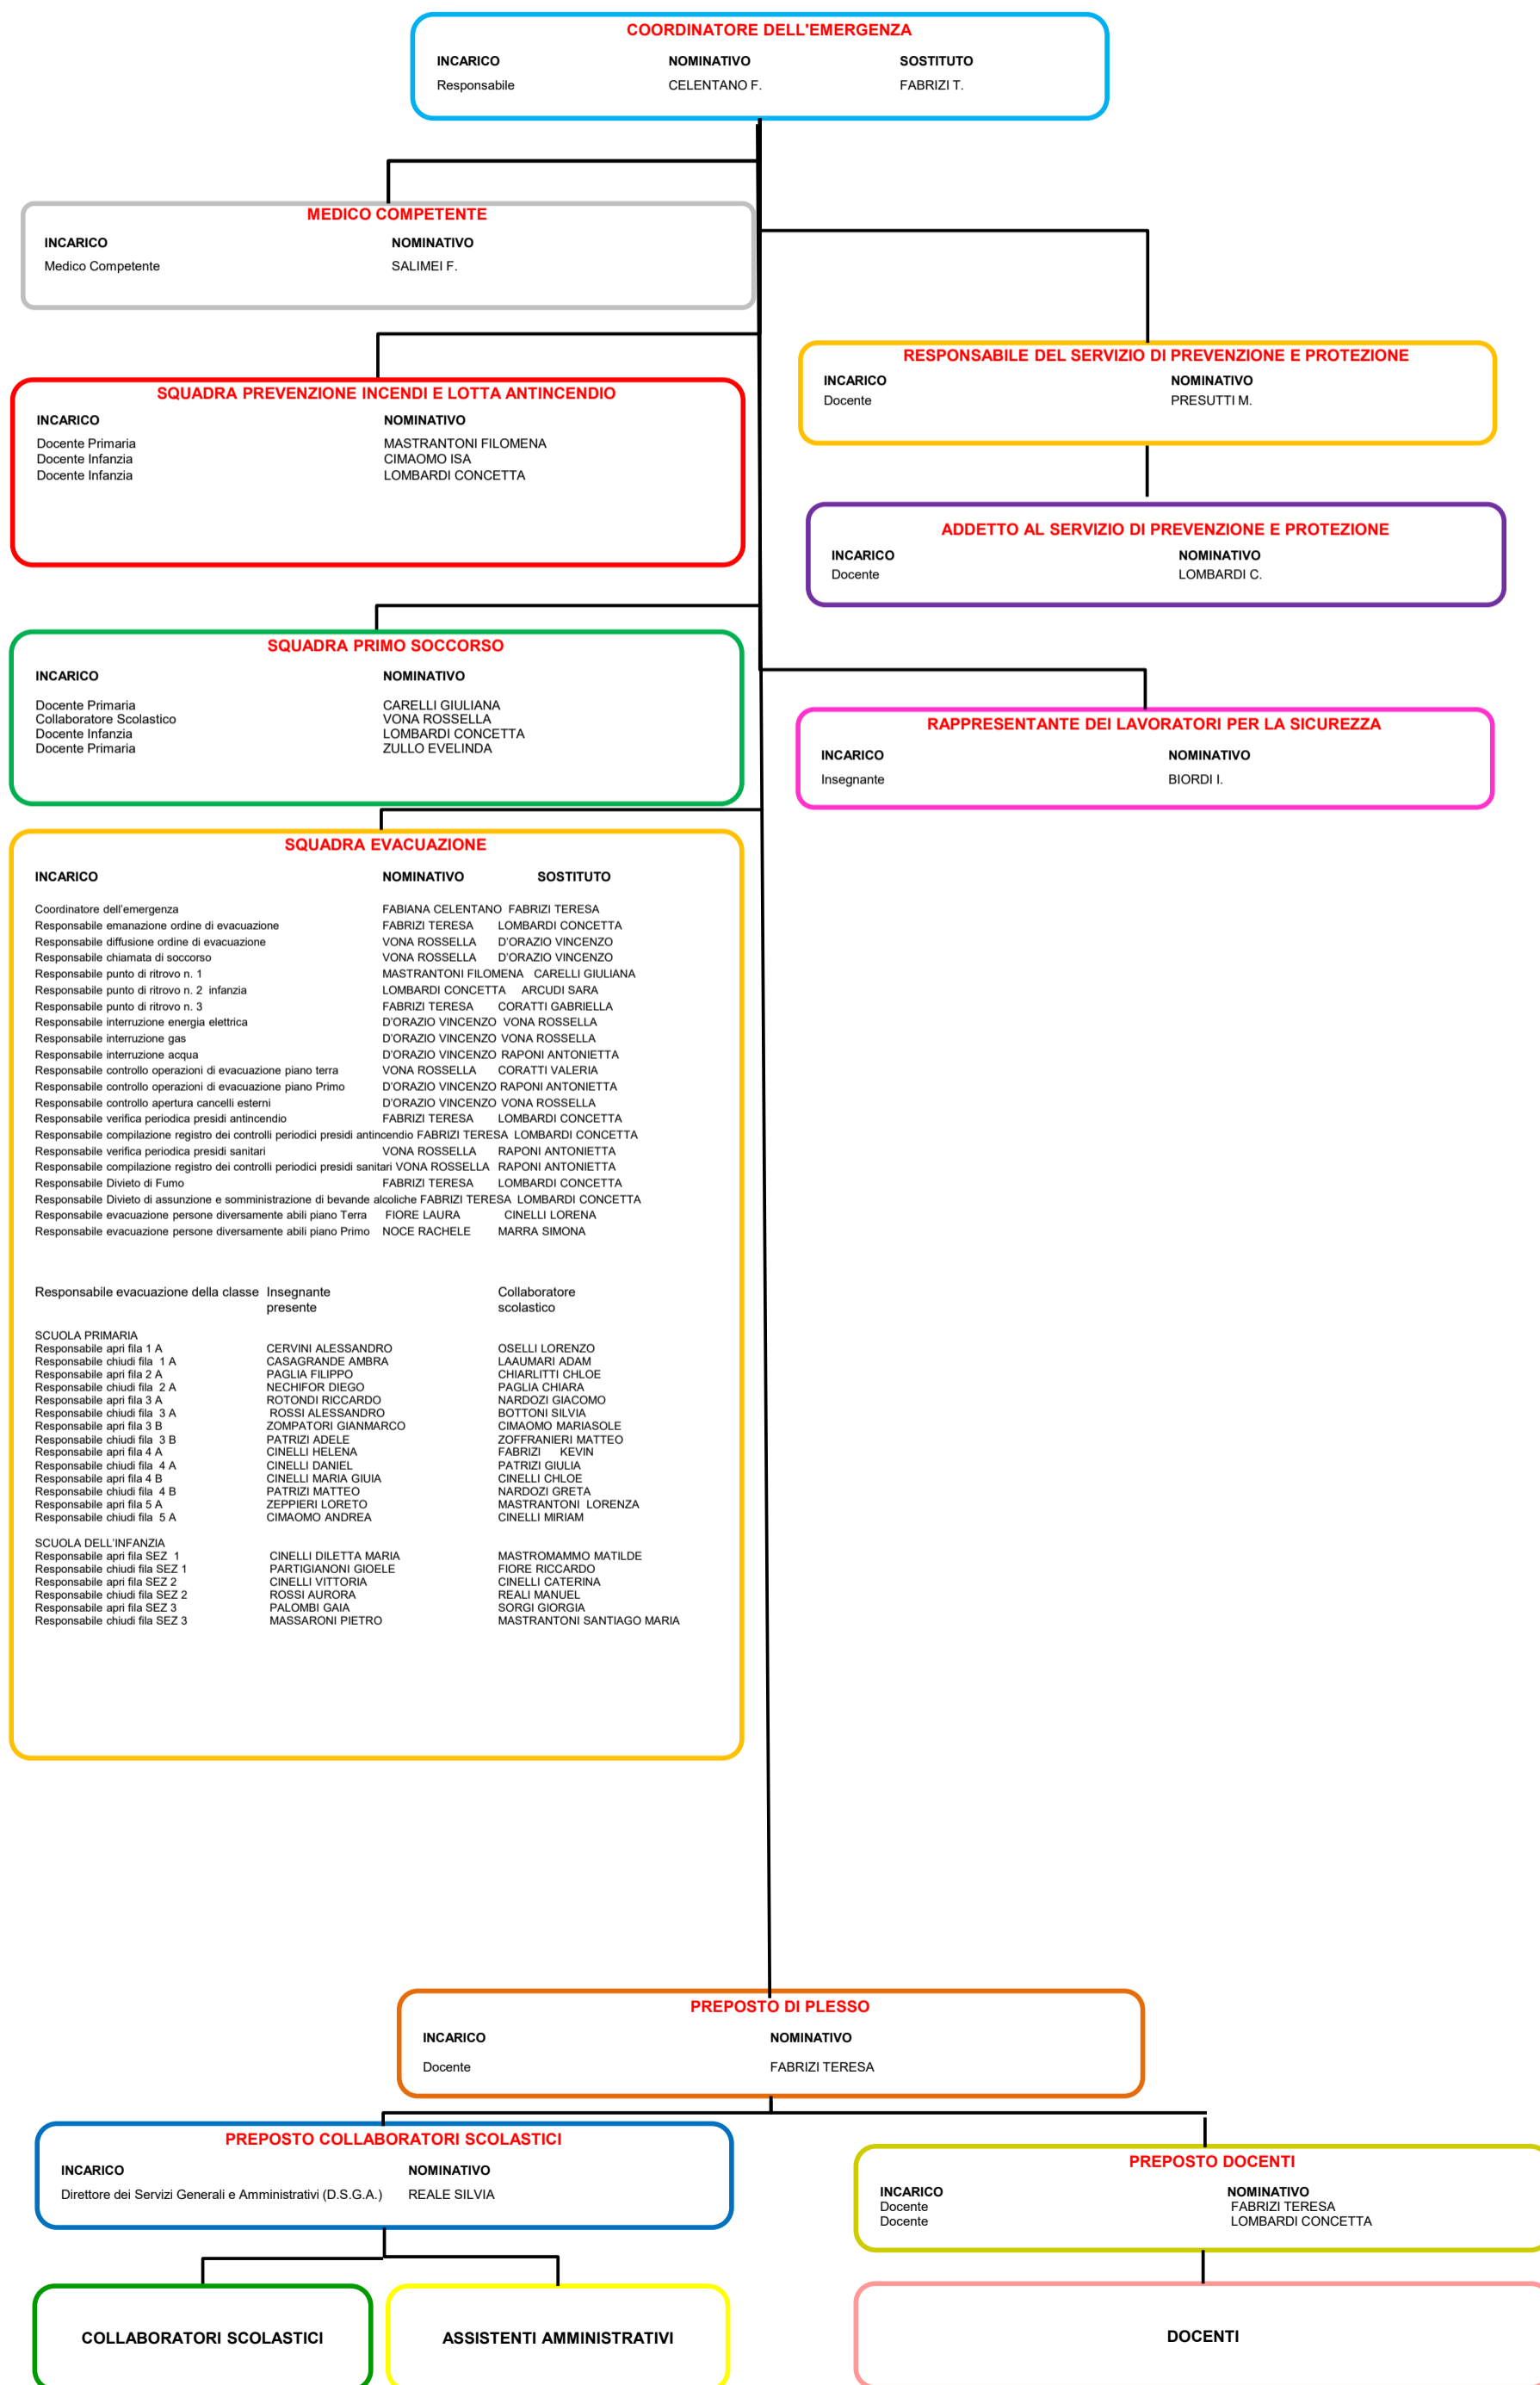 COORDINATORE DELL'EMERGENZA
INCARICO NOMINATIVO SOSTITUTO
Responsabile CELENTANO F. FABRIZI T.
MEDICO COMPETENTE
INCARICO NOMINATIVO
Medico Competente SALIMEI F.
RESPONSABILE DEL SERVIZIO DI PREVENZIONE E PROTEZIONE
INCARICO NOMINATIVO
Docente PRESUTTI M.
SQUADRA PREVENZIONE INCENDI E LOTTA ANTINCENDIO
INCARICO NOMINATIVO
Docente Primaria MASTRANTONI FILOMENA
Docente Infanzia CIMAOMO ISA
Docente Infanzia LOMBARDI CONCETTA
ADDETTO AL SERVIZIO DI PREVENZIONE E PROTEZIONE
INCARICO NOMINATIVO
Docente LOMBARDI C.
SQUADRA PRIMO SOCCORSO
INCARICO NOMINATIVO
Docente Primaria CARELLI GIULIANA
Collaboratore Scolastico VONA ROSSELLA
Docente Infanzia LOMBARDI CONCETTA
Docente Primaria ZULLO EVELINDA
RAPPRESENTANTE DEI LAVORATORI PER LA SICUREZZA
INCARICO NOMINATIVO
Insegnante BIORDI I.
SQUADRA EVACUAZIONE
INCARICO NOMINATIVO SOSTITUTO
Coordinatore dell'emergenza FABIANA CELENTANO FABRIZI TERESA
Responsabile emanazione ordine di evacuazione FABRIZI TERESA LOMBARDI CONCETTA
Responsabile diffusione ordine di evacuazione VONA ROSSELLA D'ORAZIO VINCENZO
Responsabile chiamata di soccorso VONA ROSSELLA D'ORAZIO VINCENZO
Responsabile punto di ritrovo n. 1 MASTRANTONI FILOMENA CARELLI GIULIANA
Responsabile punto di ritrovo n. 2 infanzia LOMBARDI CONCETTA ARCUDI SARA
Responsabile punto di ritrovo n. 3 FABRIZI TERESA CORATTI GABRIELLA
Responsabile interruzione energia elettrica D'ORAZIO VINCENZO VONA ROSSELLA
Responsabile interruzione gas D'ORAZIO VINCENZO VONA ROSSELLA
Responsabile interruzione acqua D'ORAZIO VINCENZO RAPONI ANTONIETTA
Responsabile controllo operazioni di evacuazione piano terra VONA ROSSELLA CORATTI VALERIA
Responsabile controllo operazioni di evacuazione piano Primo D'ORAZIO VINCENZO RAPONI ANTONIETTA
Responsabile controllo apertura cancelli esterni D'ORAZIO VINCENZO VONA ROSSELLA
Responsabile verifica periodica presidi antincendio FABRIZI TERESA LOMBARDI CONCETTA
Responsabile compilazione registro dei controlli periodici presidi antincendio FABRIZI TERESA LOMBARDI CONCETTA
Responsabile verifica periodica presidi sanitari VONA ROSSELLA RAPONI ANTONIETTA
Responsabile compilazione registro dei controlli periodici presidi sanitari VONA ROSSELLA RAPONI ANTONIETTA
Responsabile Divieto di Fumo FABRIZI TERESA LOMBARDI CONCETTA
Responsabile Divieto di assunzione e somministrazione di bevande alcoliche FABRIZI TERESA LOMBARDI CONCETTA
Responsabile evacuazione persone diversamente abili piano Terra FIORE LAURA CINELLI LORENA
Responsabile evacuazione persone diversamente abili piano Primo NOCE RACHELE MARRA SIMONA
Responsabile evacuazione della classe Insegnante Collaboratore
presente scolastico
SCUOLA PRIMARIA
Responsabile apri fila 1 A CERVINI ALESSANDRO OSELLI LORENZO
Responsabile chiudi fila 1 A CASAGRANDE AMBRA LAAUMARI ADAM
Responsabile apri fila 2 A PAGLIA FILIPPO CHIARLITTI CHLOE
Responsabile chiudi fila 2 A NECHIFOR DIEGO PAGLIA CHIARA
Responsabile apri fila 3 A ROTONDI RICCARDO NARDOZI GIACOMO
Responsabile chiudi fila 3 A ROSSI ALESSANDRO BOTTONI SILVIA
Responsabile apri fila 3 B ZOMPATORI GIANMARCO CIMAOMO MARIASOLE
Responsabile chiudi fila 3 B PATRIZI ADELE ZOFFRANIERI MATTEO
Responsabile apri fila 4 A CINELLI HELENA FABRIZI KEVIN
Responsabile chiudi fila 4 A CINELLI DANIEL PATRIZI GIULIA
Responsabile apri fila 4 B CINELLI MARIA GIUIA CINELLI CHLOE
Responsabile chiudi fila 4 B PATRIZI MATTEO NARDOZI GRETA
Responsabile apri fila 5 A ZEPPIERI LORETO MASTRANTONI LORENZA
Responsabile chiudi fila 5 A CIMAOMO ANDREA CINELLI MIRIAM
SCUOLA DELL'INFANZIA
Responsabile apri fila SEZ 1 CINELLI DILETTA MARIA MASTROMAMMO MATILDE
Responsabile chiudi fila SEZ 1 PARTIGIANONI GIOELE FIORE RICCARDO
Responsabile apri fila SEZ 2 CINELLI VITTORIA CINELLI CATERINA
Responsabile chiudi fila SEZ 2 ROSSI AURORA REALI MANUEL
Responsabile apri fila SEZ 3 PALOMBI GAIA SORGI GIORGIA
Responsabile chiudi fila SEZ 3 MASSARONI PIETRO MASTRANTONI SANTIAGO MARIA
PREPOSTO DI PLESSO
INCARICO NOMINATIVO
Docente FABRIZI TERESA
PREPOSTO COLLABORATORI SCOLASTICI
INCARICO NOMINATIVO
Direttore dei Servizi Generali e Amministrativi (D.S.G.A.) REALE SILVIA
PREPOSTO DOCENTI
INCARICO NOMINATIVO
Docente FABRIZI TERESA
Docente LOMBARDI CONCETTA
COLLABORATORI SCOLASTICI
ASSISTENTI AMMINISTRATIVI
DOCENTI